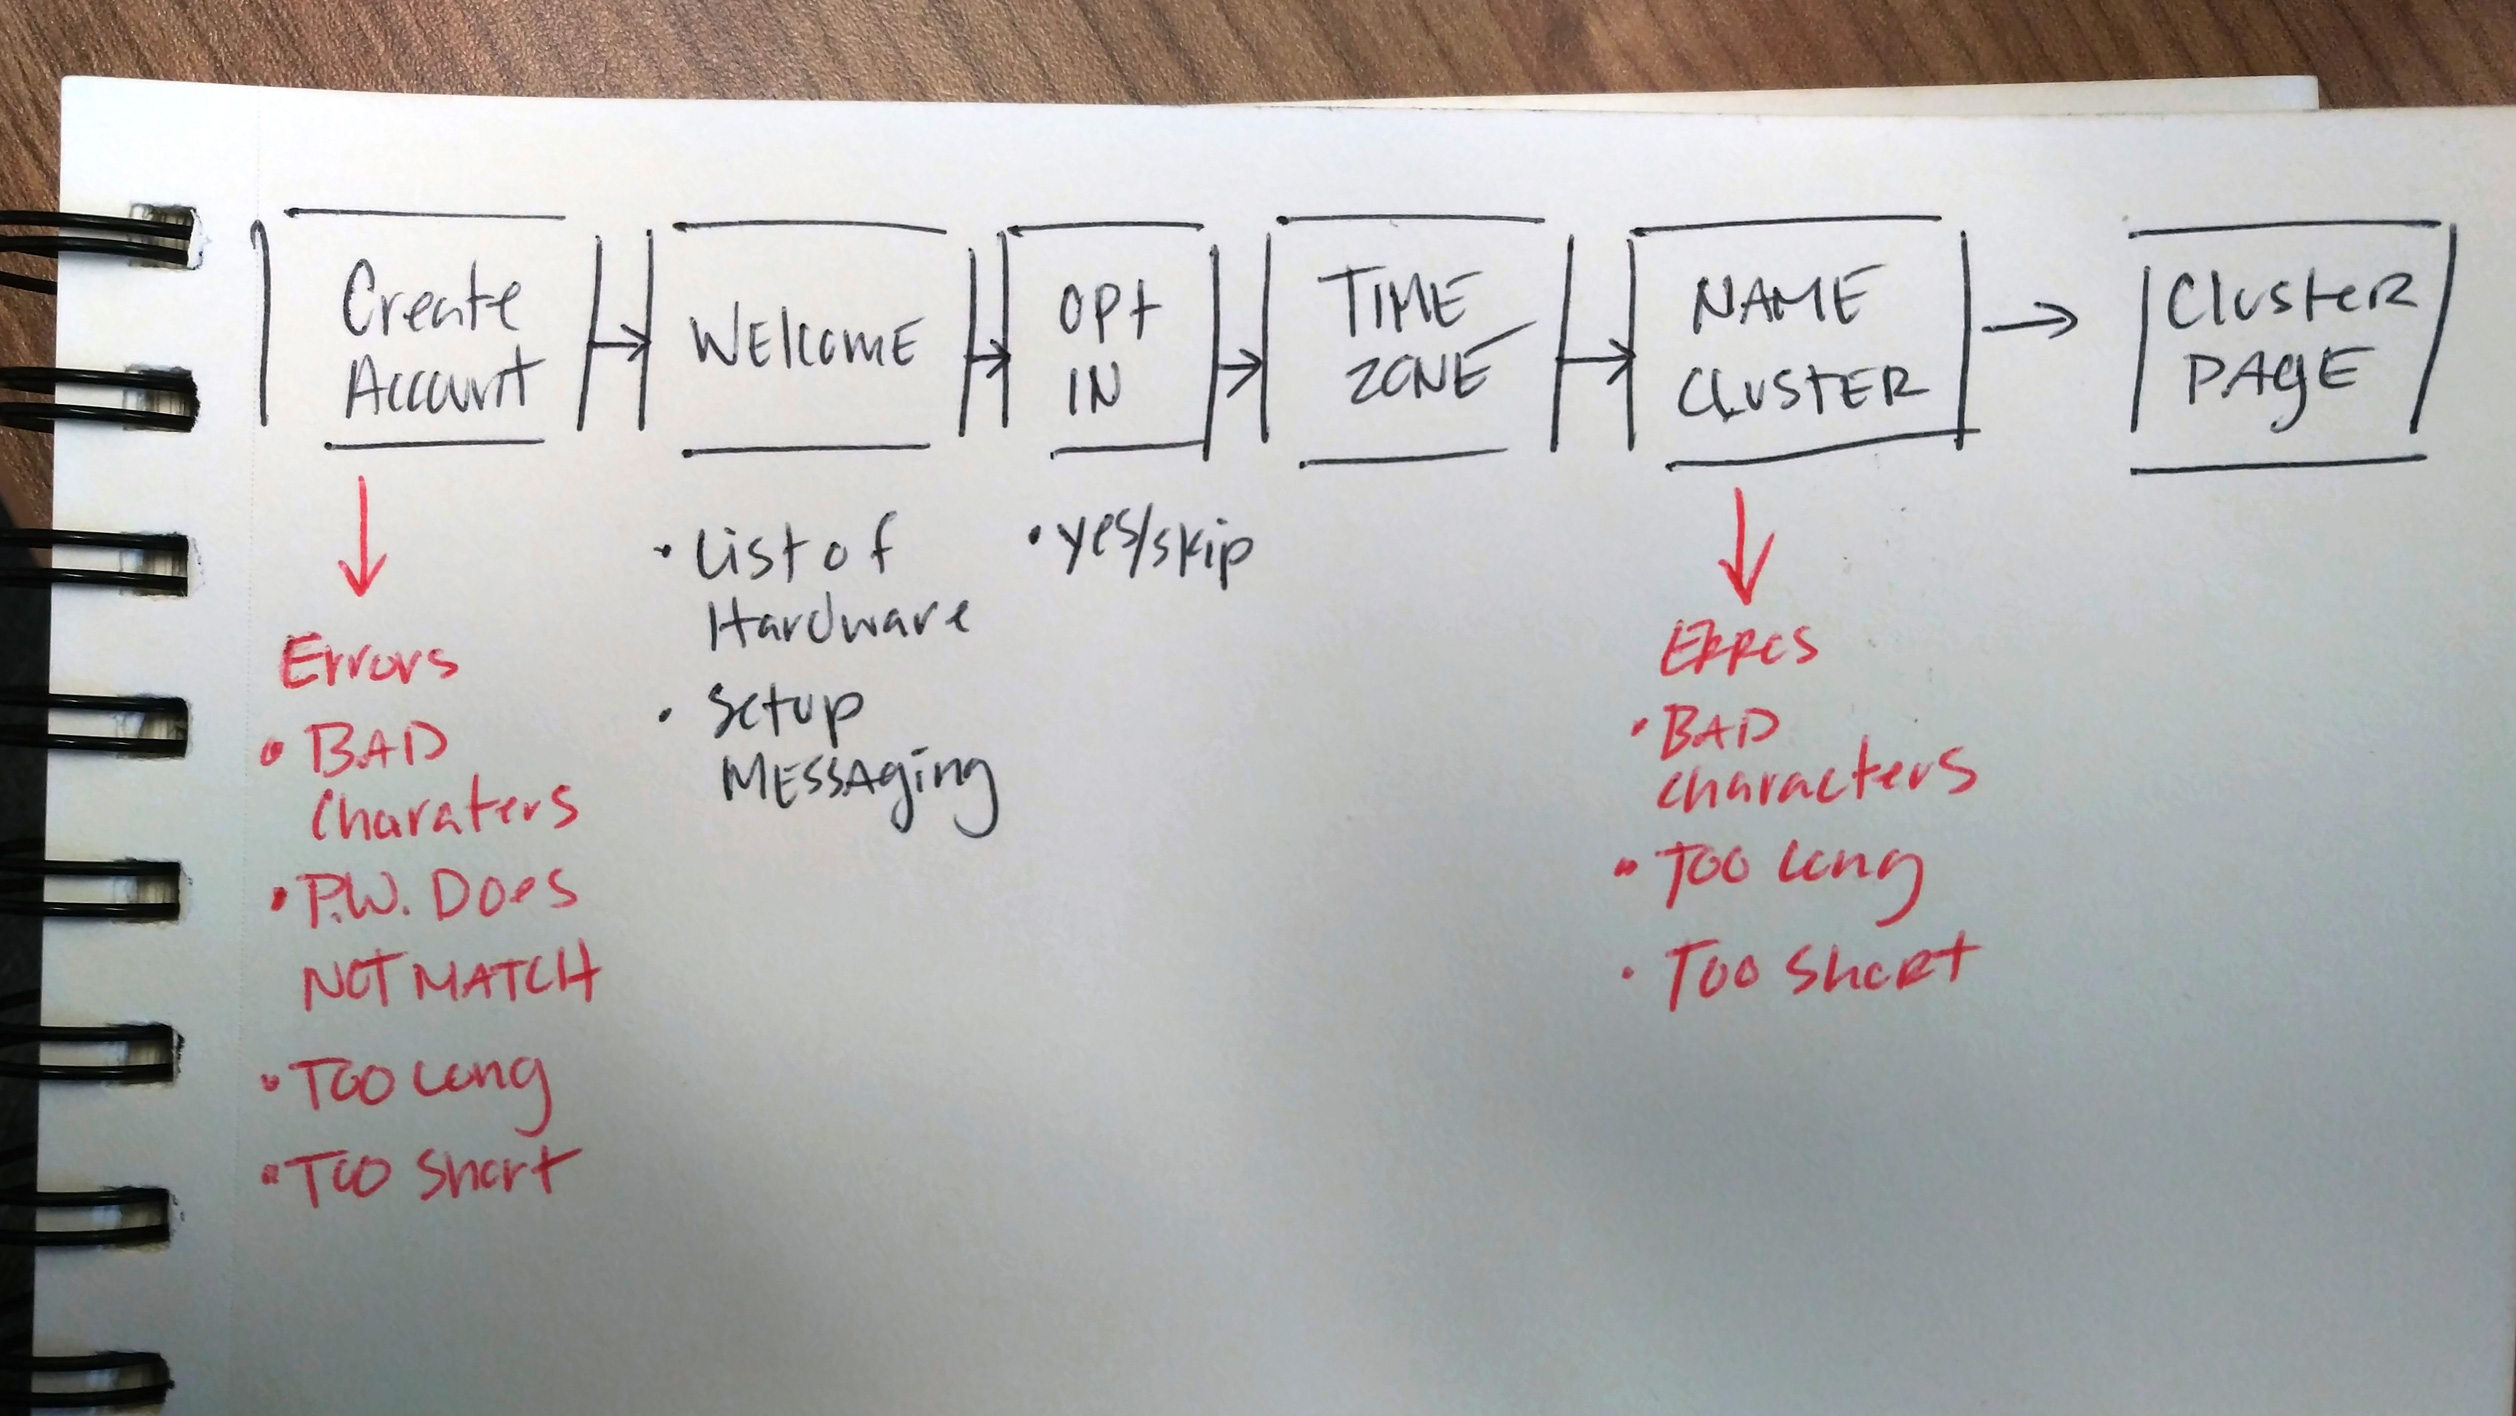 Create
Account
WElcomE
Opt
IN
TIME
ZONE
NAME
CLUSTER
ClusteR
PAgE
Errors
• BAD
Charaters
• P.W. Does
NOT MATCH
• Too Long
• Too Short
• List of
Hardware
• Setup
MESSAging
• yes/skip
ERRoS
• BAD
characters
• Too Long
• Too ShoRt